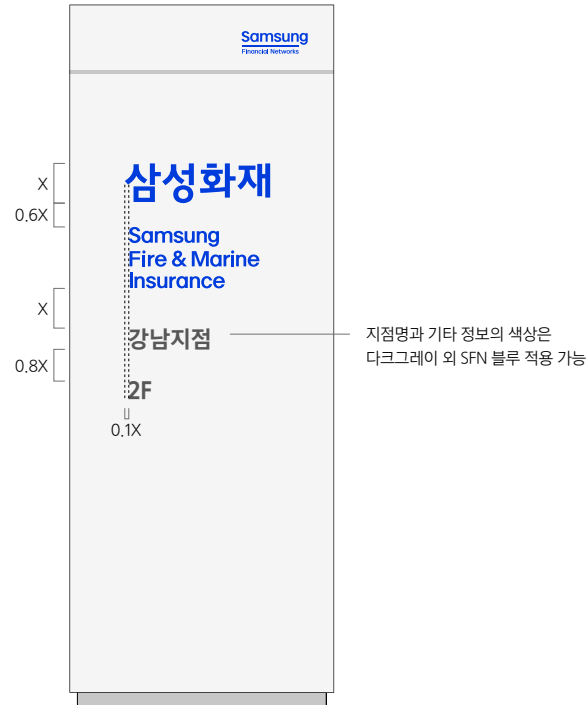 Samsung
Financial Networks
삼성화재
X
0.6X
Samsung
Fire & Marine
Insurance
X
강남지점
지점명과 기타 정보의 색상은
다크그레이 외 SFN 블루 적용 가능
0.8X
2F
0.1X